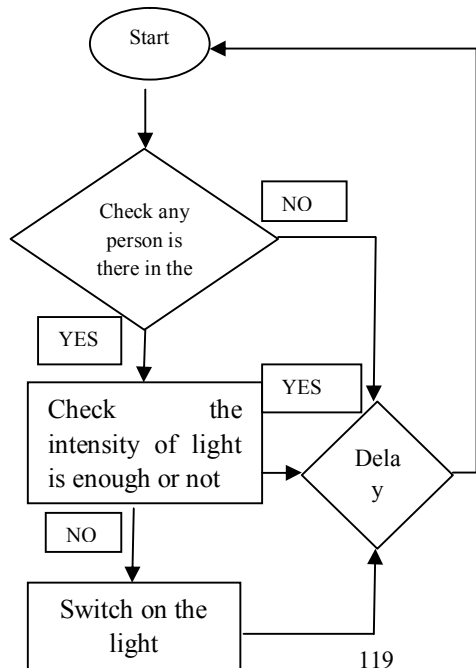 Start
NO
Check any
person is
there in the
YES
YES
Check the
intensity of light
is enough or not
Dela
y
NO
Switch on the
light
119